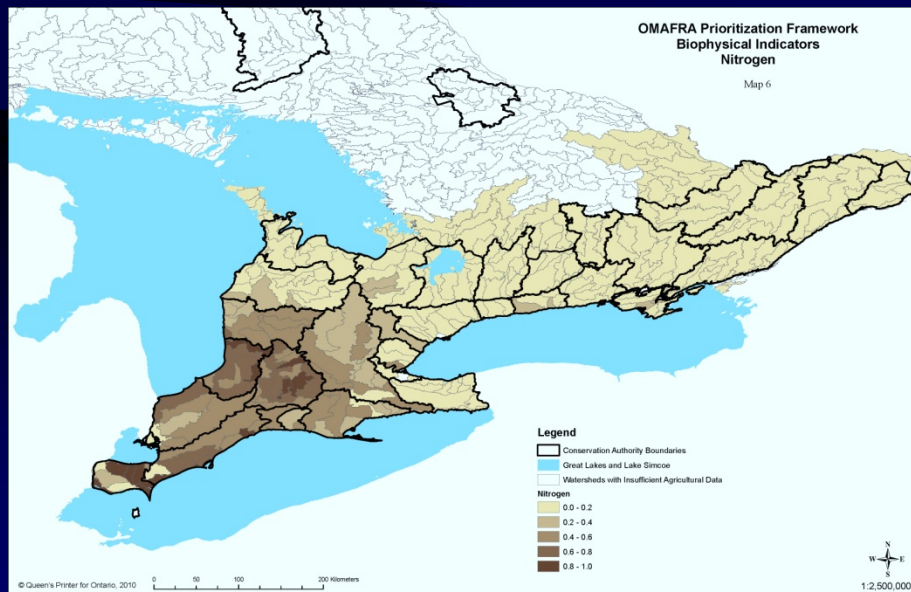 OMAFRA Prioritization Framework
Biophysical Indicators
Nitrogen
Map 6
Legend
Conservation Authority Boundaries
Great Lakes and Lake Simcoe
Watersheds with Insufficient Agricultural Data
Nitrogen
0.0 - 0.2
0.2 - 0.4
0.4 - 0.6
0.6 - 0.8
0.8 - 1.0
N
W E
S
© Queen's Printer for Ontario, 2010
0 50 100 200 Kilometers
1:2,500,000